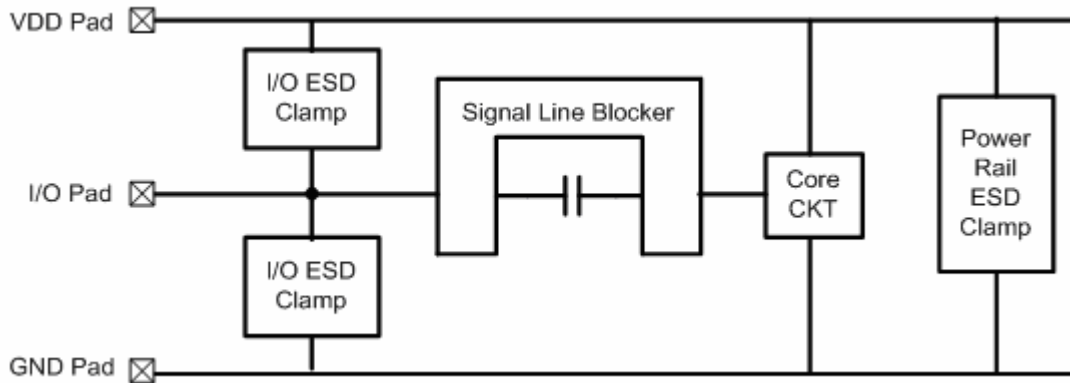 VDD Pad
I/O ESD
Clamp
Signal Line Blocker
Power
Rail
ESD
Clamp
I/O Pad
Core
CKT
I/O ESD
Clamp
GND Pad